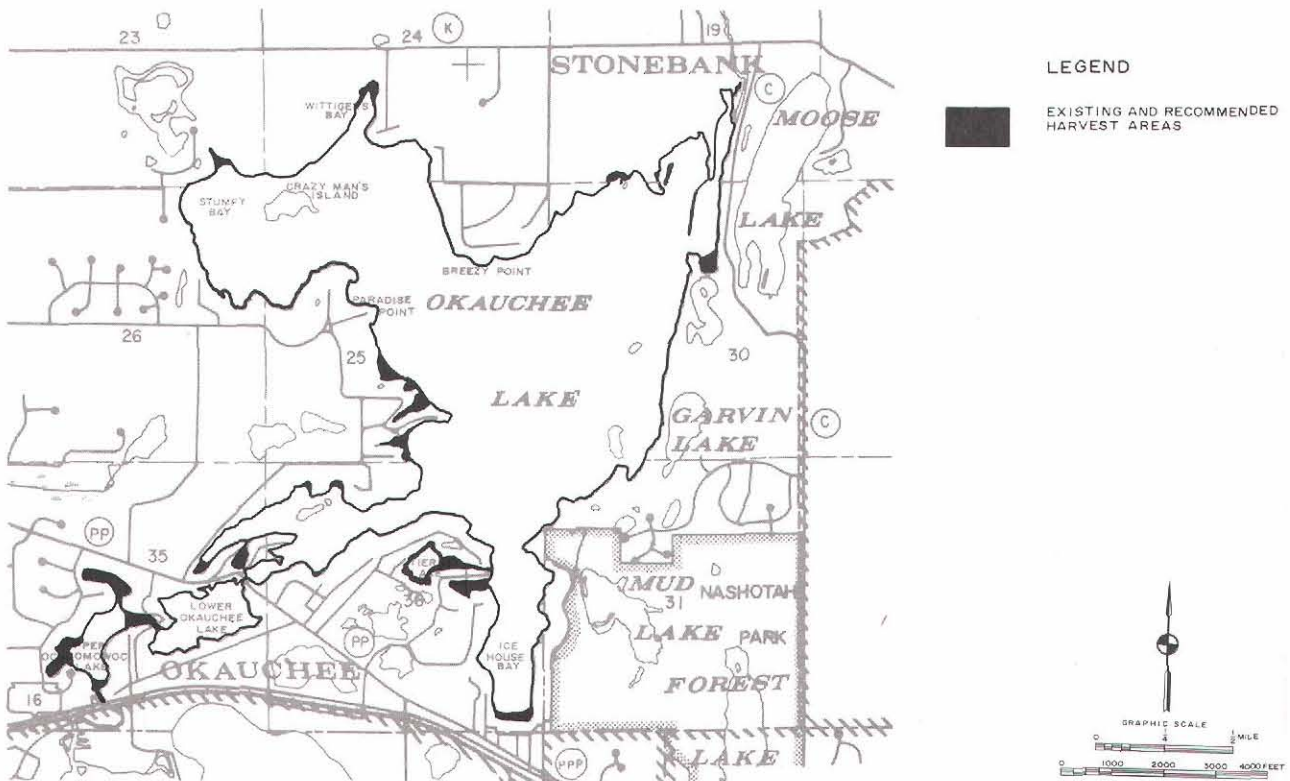 23
24
K
19
STONEBANK
C
WITTIGEN'S
BAY
MOOSE
CRAZY MAN'S
ISLAND
STUMPY
BAY
LAKE
BREEZY POINT
PARADISE
POINT
OKAUCHEE
26
25
30
LAKE
GARVIN
LAKE
C
PP
35
36
MUD
NASHOTAH
31
LAKE
PARK
LOWER
OKAUCHEE
LAKE
PP
ICE
HOUSE
BAY
LAKE
OKAUCHEE
FOREST
16
PPP
LAKE
LEGEND
EXISTING AND RECOMMENDED
HARVEST AREAS
GRAPHIC SCALE
0 MILE
0 1000 2000 3000 4000 FEET